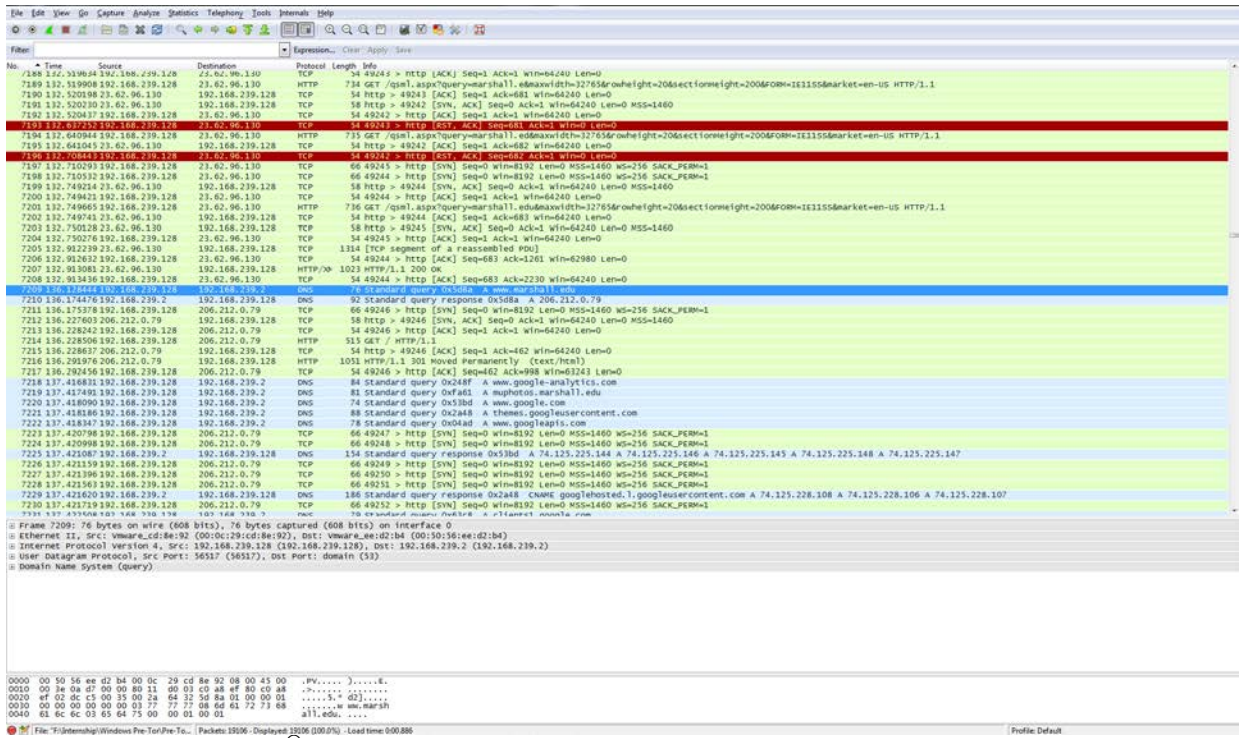 File Edit View Go Capture Analyze Statistics Telephony Tools Internals Help
Filter: Expression... Clear Apply Save
No. Time Source Destination Protocol Length Info
7188 132.519634 192.168.239.128 23.62.96.130 TCP 54 49243 > http [ACK] Seq=1 Ack=1 Win=64240 Len=0
7189 132.519908 192.168.239.128 23.62.96.130 HTTP 734 GET /qsml.aspx?query=marshall.e&maxwidth=32765&rowheight=20&sectionHeight=200&FORM=IE11SS&market=en-US HTTP/1.1
7190 132.520198 23.62.96.130 192.168.239.128 TCP 54 http > 49243 [ACK] Seq=1 Ack=681 Win=64240 Len=0
7191 132.520230 23.62.96.130 192.168.239.128 TCP 58 http > 49242 [SYN, ACK] Seq=0 Ack=1 Win=64240 Len=0 MSS=1460
7192 132.520437 192.168.239.128 23.62.96.130 TCP 54 49242 > http [ACK] Seq=1 Ack=1 Win=64240 Len=0
7193 132.637252 192.168.239.128 23.62.96.130 TCP 54 49243 > http [RST, ACK] Seq=681 Ack=1 Win=0 Len=0
7194 132.640944 192.168.239.128 23.62.96.130 HTTP 735 GET /qsml.aspx?query=marshall.ed&maxwidth=32765&rowheight=20&sectionHeight=200&FORM=IE11SS&market=en-US HTTP/1.1
7195 132.641045 23.62.96.130 192.168.239.128 TCP 54 http > 49242 [ACK] Seq=1 Ack=682 Win=64240 Len=0
7196 132.708443 192.168.239.128 23.62.96.130 TCP 54 49242 > http [RST, ACK] Seq=682 Ack=1 Win=0 Len=0
7197 132.710293 192.168.239.128 23.62.96.130 TCP 66 49245 > http [SYN] Seq=0 Win=8192 Len=0 MSS=1460 WS=256 SACK_PERM=1
7198 132.710532 192.168.239.128 23.62.96.130 TCP 66 49244 > http [SYN] Seq=0 Win=8192 Len=0 MSS=1460 WS=256 SACK_PERM=1
7199 132.749214 23.62.96.130 192.168.239.128 TCP 58 http > 49244 [SYN, ACK] Seq=0 Ack=1 Win=64240 Len=0 MSS=1460
7200 132.749421 192.168.239.128 23.62.96.130 TCP 54 49244 > http [ACK] Seq=1 Ack=1 Win=64240 Len=0
7201 132.749665 192.168.239.128 23.62.96.130 HTTP 736 GET /qsml.aspx?query=marshall.edu&maxwidth=32765&rowheight=20&sectionHeight=200&FORM=IE11SS&market=en-US HTTP/1.1
7202 132.749741 23.62.96.130 192.168.239.128 TCP 54 http > 49244 [ACK] Seq=1 Ack=683 Win=64240 Len=0
7203 132.750128 23.62.96.130 192.168.239.128 TCP 58 http > 49245 [SYN, ACK] Seq=0 Ack=1 Win=64240 Len=0 MSS=1460
7204 132.750276 192.168.239.128 23.62.96.130 TCP 54 49245 > http [ACK] Seq=1 Ack=1 Win=64240 Len=0
7205 132.912239 23.62.96.130 192.168.239.128 TCP 1314 [TCP segment of a reassembled PDU]
7206 132.912632 192.168.239.128 23.62.96.130 TCP 54 49244 > http [ACK] Seq=683 Ack=1261 Win=62980 Len=0
7207 132.913081 23.62.96.130 192.168.239.128 HTTP/X 1023 HTTP/1.1 200 OK
7208 132.913436 192.168.239.128 23.62.96.130 TCP 54 49244 > http [ACK] Seq=683 Ack=2230 Win=64240 Len=0
7209 136.128444 192.168.239.128 192.168.239.2 DNS 76 Standard query 0x5d8a A www.marshall.edu
7210 136.174476 192.168.239.2 192.168.239.128 DNS 92 Standard query response 0x5d8a A 206.212.0.79
7211 136.175378 192.168.239.128 206.212.0.79 TCP 66 49246 > http [SYN] Seq=0 Win=8192 Len=0 MSS=1460 WS=256 SACK_PERM=1
7212 136.227603 206.212.0.79 192.168.239.128 TCP 58 http > 49246 [SYN, ACK] Seq=0 Ack=1 Win=64240 Len=0 MSS=1460
7213 136.228242 192.168.239.128 206.212.0.79 TCP 54 49246 > http [ACK] Seq=1 Ack=1 Win=64240 Len=0
7214 136.228506 192.168.239.128 206.212.0.79 HTTP 515 GET / HTTP/1.1
7215 136.228637 206.212.0.79 192.168.239.128 TCP 54 http > 49246 [ACK] Seq=1 Ack=462 Win=64240 Len=0
7216 136.291976 206.212.0.79 192.168.239.128 HTTP 1051 HTTP/1.1 301 Moved Permanently (text/html)
7217 136.292456 192.168.239.128 206.212.0.79 TCP 54 49246 > http [ACK] Seq=462 Ack=998 Win=63243 Len=0
7218 137.416831 192.168.239.128 192.168.239.2 DNS 84 Standard query 0x248f A www.google-analytics.com
7219 137.417491 192.168.239.128 192.168.239.2 DNS 81 Standard query 0xfa61 A muphotos.marshall.edu
7220 137.418090 192.168.239.128 192.168.239.2 DNS 74 Standard query 0x53bd A www.google.com
7221 137.418186 192.168.239.128 192.168.239.2 DNS 88 Standard query 0x2a48 A themes.googleusercontent.com
7222 137.418347 192.168.239.128 192.168.239.2 DNS 78 Standard query 0x04ad A www.googleapis.com
7223 137.420798 192.168.239.128 206.212.0.79 TCP 66 49247 > http [SYN] Seq=0 Win=8192 Len=0 MSS=1460 WS=256 SACK_PERM=1
7224 137.420998 192.168.239.128 206.212.0.79 TCP 66 49248 > http [SYN] Seq=0 Win=8192 Len=0 MSS=1460 WS=256 SACK_PERM=1
7225 137.421087 192.168.239.2 192.168.239.128 DNS 154 Standard query response 0x53bd A 74.125.225.144 A 74.125.225.146 A 74.125.225.145 A 74.125.225.148 A 74.125.225.147
7226 137.421159 192.168.239.128 206.212.0.79 TCP 66 49249 > http [SYN] Seq=0 Win=8192 Len=0 MSS=1460 WS=256 SACK_PERM=1
7227 137.421396 192.168.239.128 206.212.0.79 TCP 66 49250 > http [SYN] Seq=0 Win=8192 Len=0 MSS=1460 WS=256 SACK_PERM=1
7228 137.421563 192.168.239.128 206.212.0.79 TCP 66 49251 > http [SYN] Seq=0 Win=8192 Len=0 MSS=1460 WS=256 SACK_PERM=1
7229 137.421620 192.168.239.2 192.168.239.128 DNS 186 Standard query response 0x2a48 CNAME googlehosted.l.googleusercontent.com A 74.125.228.108 A 74.125.228.106 A 74.125.228.107
7230 137.421719 192.168.239.128 206.212.0.79 TCP 66 49252 > http [SYN] Seq=0 Win=8192 Len=0 MSS=1460 WS=256 SACK_PERM=1
Frame 7209: 76 bytes on wire (608 bits), 76 bytes captured (608 bits) on interface 0
Ethernet II, Src: Vmware_cd:8e:92 (00:0c:29:cd:8e:92), Dst: Vmware_ee:d2:b4 (00:50:56:ee:d2:b4)
Internet Protocol Version 4, Src: 192.168.239.128 (192.168.239.128), Dst: 192.168.239.2 (192.168.239.2)
User Datagram Protocol, Src Port: 56517 (56517), Dst Port: domain (53)
Domain Name System (query)
0000 00 50 56 ee d2 b4 00 0c 29 cd 8e 92 08 00 45 00 .PV..... ).....E.
0010 00 3e 0a d7 00 00 80 11 d0 03 c0 a8 ef 80 c0 a8 .>...... ........
0020 ef 02 dc c5 00 35 00 2a 64 32 5d 8a 01 00 00 01 .....5.* d2].....
0030 00 00 00 00 00 00 03 77 77 77 08 6d 61 72 73 68 .......w ww.marsh
0040 61 6c 6c 03 65 64 75 00 00 01 00 01 all.edu. ....
File: "F:\Internship\Windows Pre-Tor\Pre-To... Packets: 19106 - Displayed: 19106 (100.0%) - Load time: 0:00.886 Profile: Default